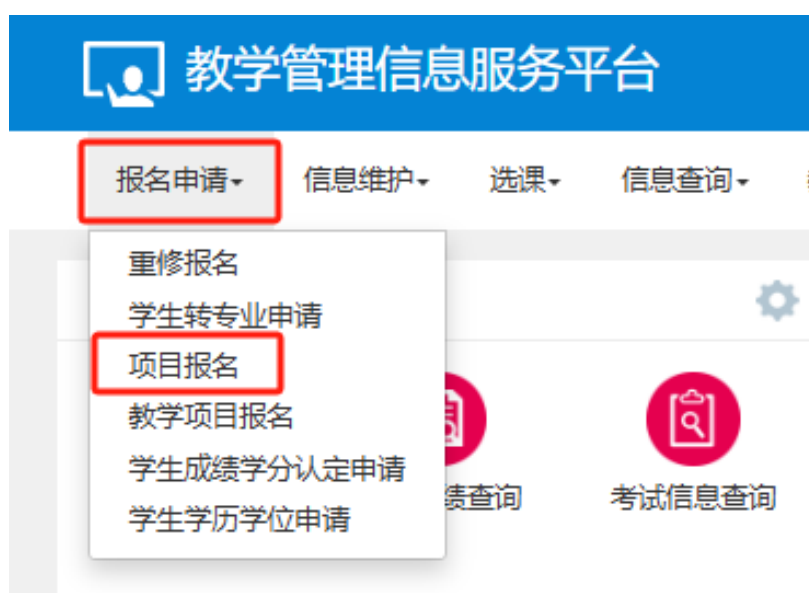 教学管理信息服务平台
报名申请 信息维护 选课 信息查询
重修报名
学生转专业申请
项目报名
教学项目报名
学生成绩学分认定申请
学生学历学位申请
绩查询 考试信息查询